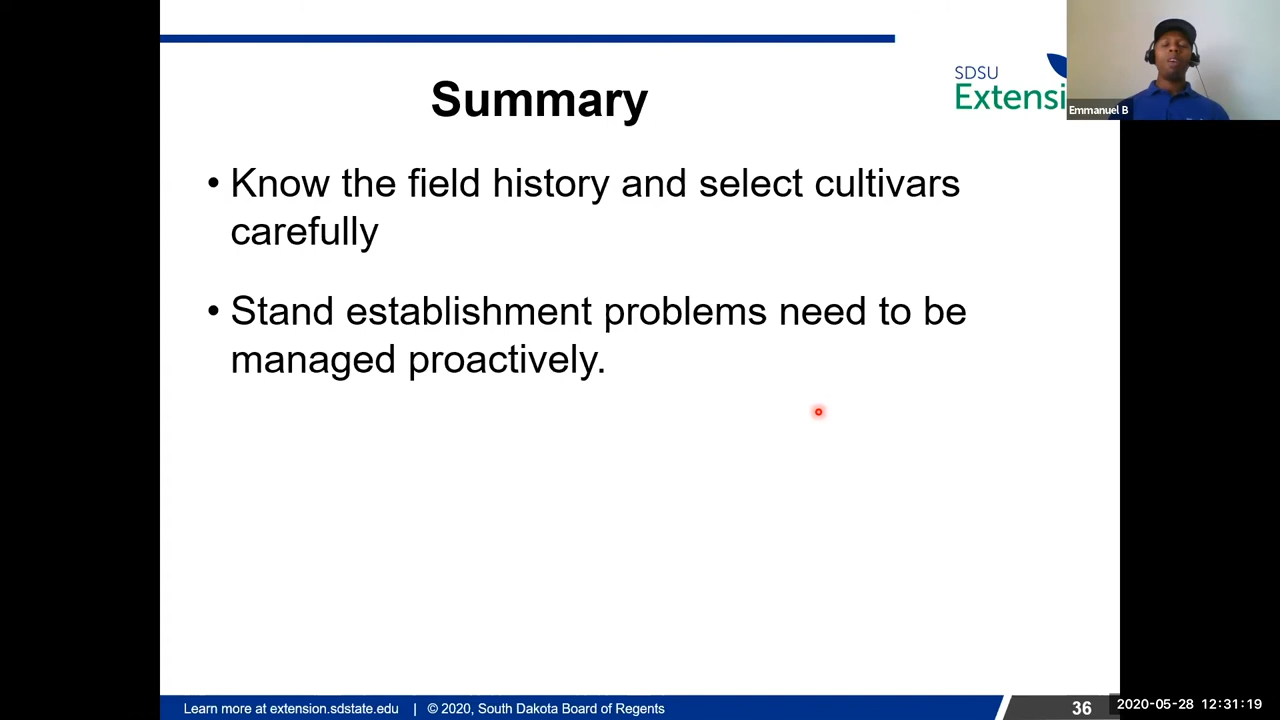 Summary
SDSU
Extensi
Emmanuel B
• Know the field history and select cultivars
carefully
• Stand establishment problems need to be
managed proactively.
Learn more at extension.sdstate.edu | © 2020, South Dakota Board of Regents
36
2020-05-28 12:31:19